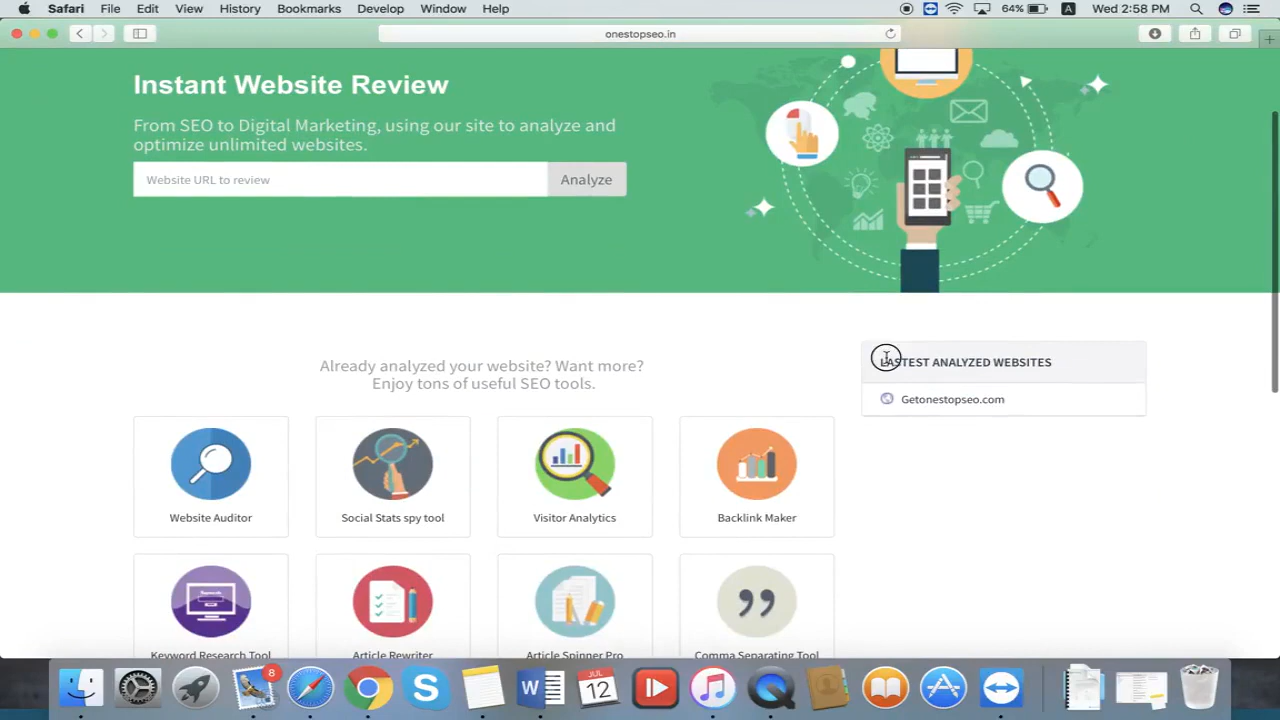 Safari File Edit View History Bookmarks Develop Window Help 64% A Wed 2:58 PM
onestopseo.in
Instant Website Review
From SEO to Digital Marketing, using our site to analyze and
optimize unlimited websites.
Website URL to review Analyze
Already analyzed your website? Want more?
Enjoy tons of useful SEO tools.
LASTEST ANALYZED WEBSITES
Getonestopseo.com
Website Auditor Social Stats spy tool Visitor Analytics Backlink Maker
Keyword Research Tool Article Rewriter Article Spinner Pro Comma Separating Tool
8
JUL
12